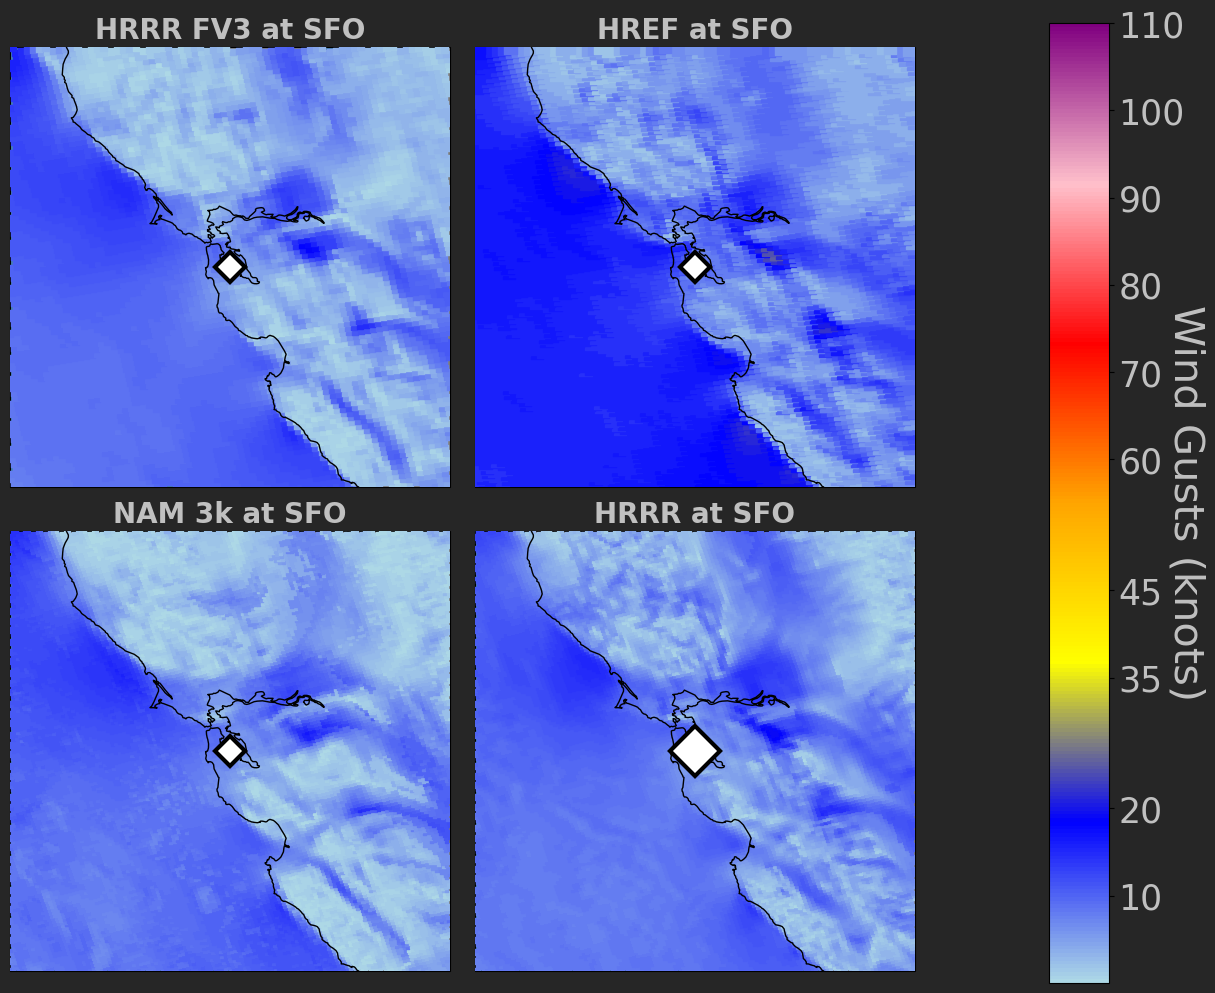 HRRR FV3 at SFO
HREF at SFO
NAM 3k at SFO
HRRR at SFO
110
100
90
80
70
60
45
35
20
10
Wind Gusts (knots)